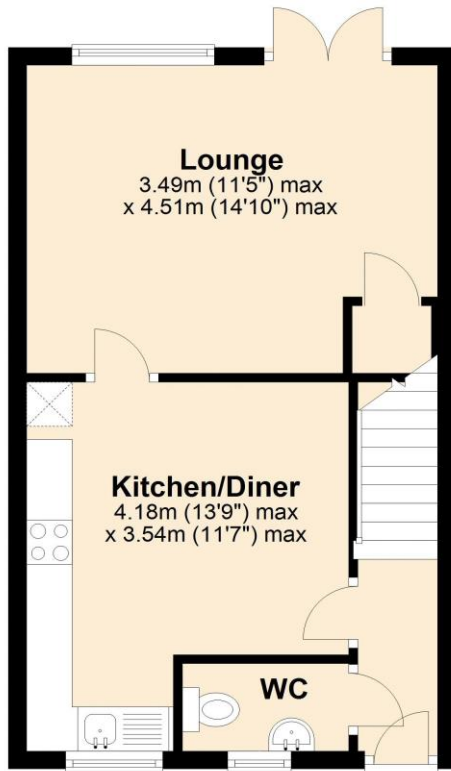 Lounge
3.49m (11'5") max
x 4.51m (14'10") max
Kitchen/Diner
4.18m (13'9") max
x 3.54m (11'7") max
WC